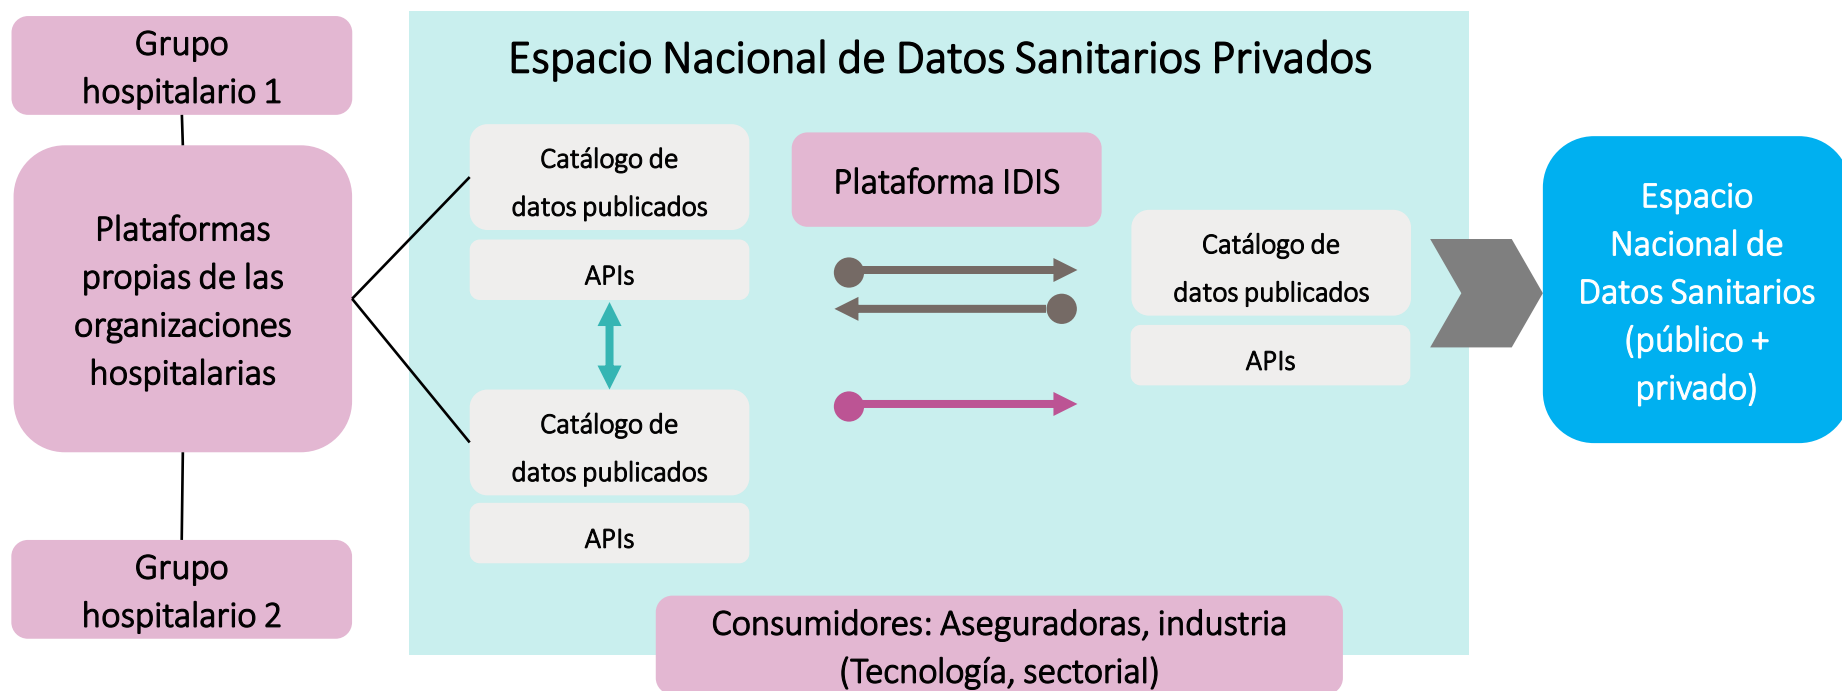 Grupo
hospitalario 1
Plataformas
propias de las
organizaciones
hospitalarias
Grupo
hospitalario 2
Espacio Nacional de Datos Sanitarios Privados
Catálogo de
datos publicados
APIs
Catálogo de
datos publicados
APIs
Plataforma IDIS
Catálogo de
datos publicados
APIs
Consumidores: Aseguradoras, industria
(Tecnología, sectorial)
Espacio
Nacional de
Datos Sanitarios
(público +
privado)